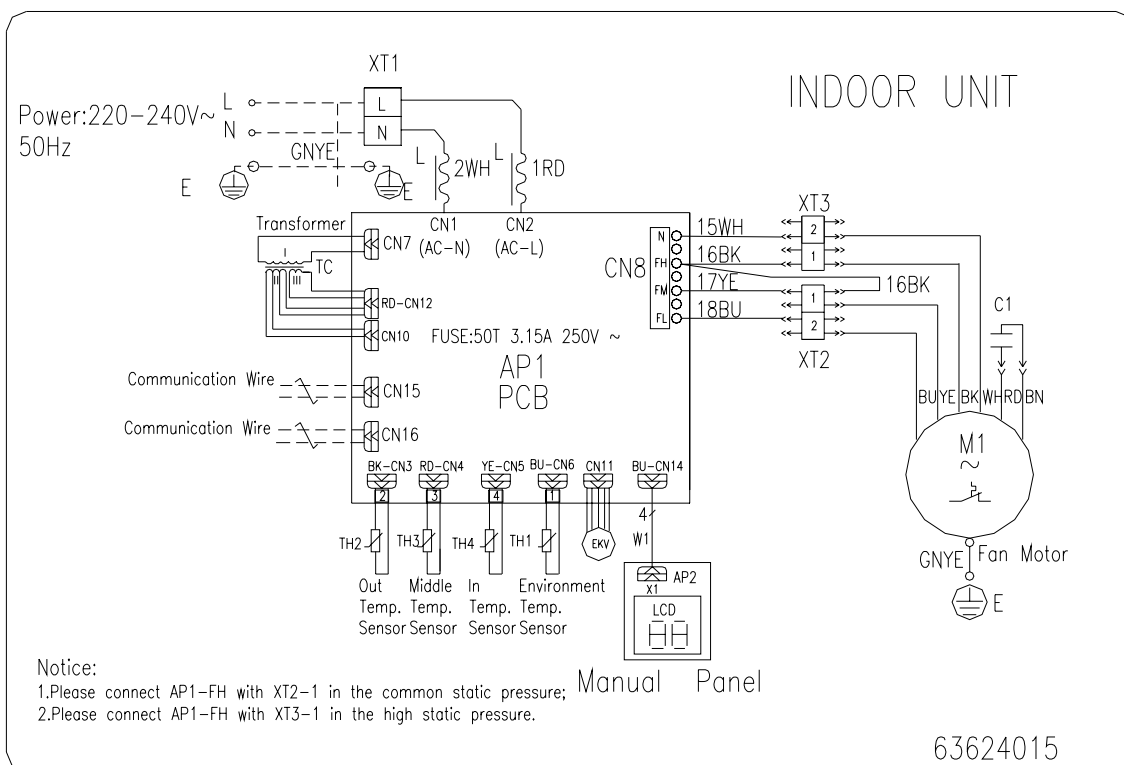 INDOOR UNIT
XT1
Power:220-240V~
50Hz
L
N
L
N
GNYE
E
E
L
2WH
L
1RD
Transformer
I
II
III
TC
CN7
CN1
(AC-N)
CN2
(AC-L)
RD-CN12
CN10
FUSE:50T 3.15A 250V ~
AP1
PCB
CN8
N
FH
FM
FL
15WH
16BK
17YE
18BU
XT3
2
1
16BK
1
2
XT2
C1
Communication Wire
CN15
Communication Wire
CN16
BU
YE
BK
WH
RD
BN
M1
~
GNYE
Fan Motor
E
BK-CN3
RD-CN4
YE-CN5
BU-CN6
CN11
BU-CN14
2
3
4
1
TH2
TH3
TH4
TH1
EKV
4
W1
Out
Temp.
Sensor
Middle
Temp.
Sensor
In
Temp.
Sensor
Environment
Temp.
Sensor
X1
AP2
LCD
Manual Panel
Notice:
1.Please connect AP1-FH with XT2-1 in the common static pressure;
2.Please connect AP1-FH with XT3-1 in the high static pressure.
63624015